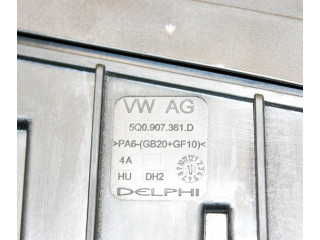 VW AG
5Q0.907.361.D
>PA6-(GB20+GF10)<
4A
HU DH2
DELPHI